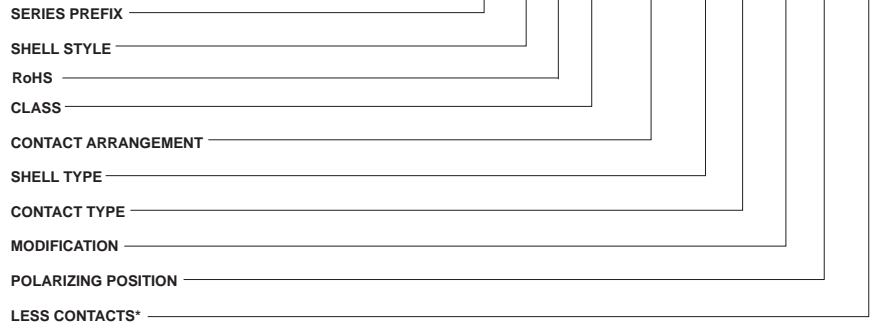 SERIES PREFIX
SHELL STYLE
RoHS
CLASS
CONTACT ARRANGEMENT
SHELL TYPE
CONTACT TYPE
MODIFICATION
POLARIZING POSITION
LESS CONTACTS*